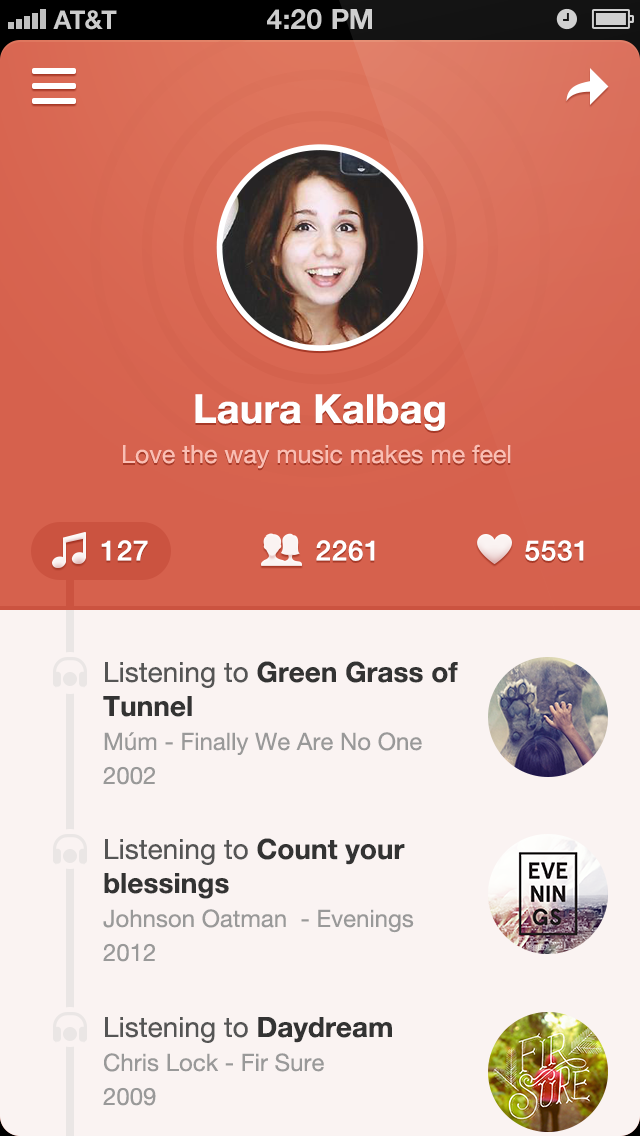 AT&T 4:20 PM
Laura Kalbag
Love the way music makes me feel
127 2261 5531
Listening to Green Grass of
Tunnel
Múm - Finally We Are No One
2002
Listening to Count your
blessings
Johnson Oatman - Evenings
2012
EVE
NIN
GS
Listening to Daydream
Chris Lock - Fir Sure
2009
FIR
SURE